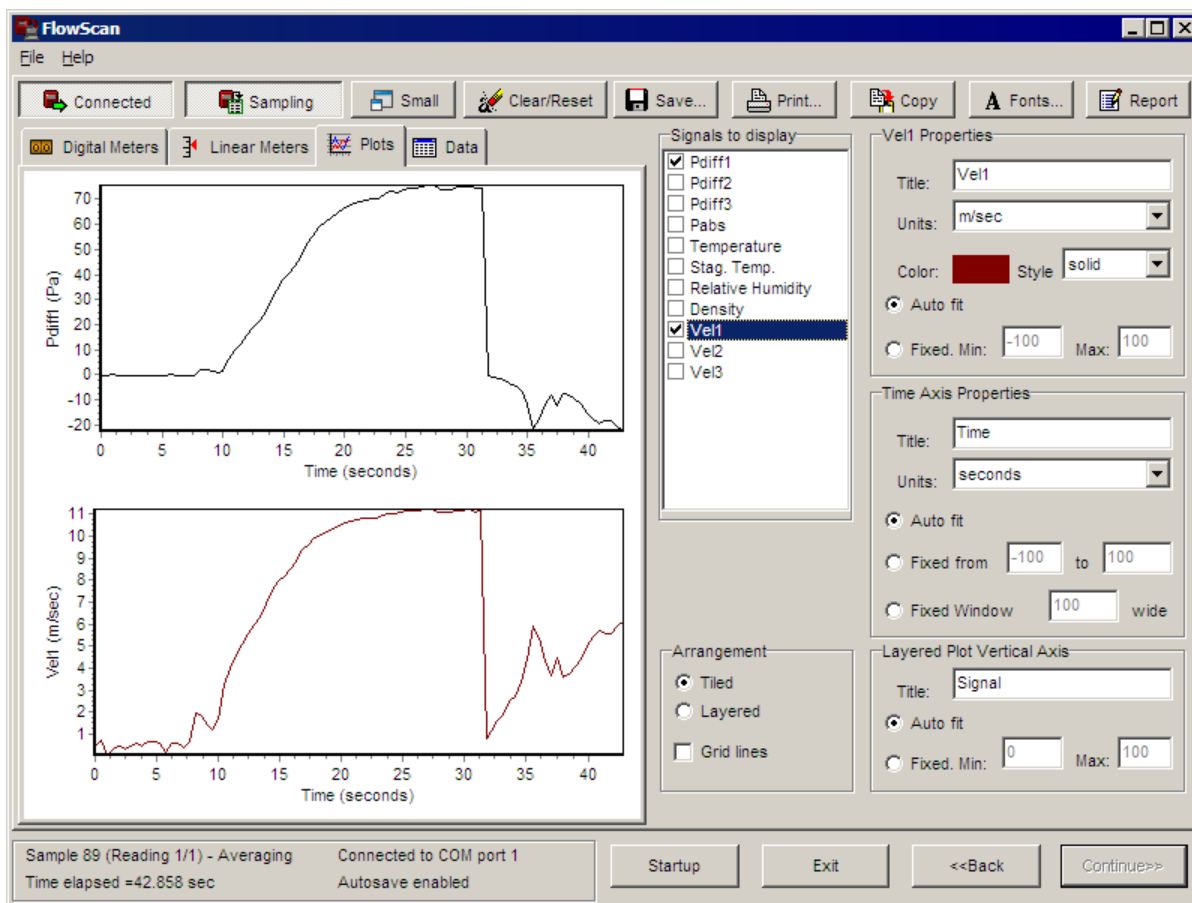 FlowScan
File Help
Connected Sampling Small Clear/Reset Save... Print... Copy Fonts... Report
Digital Meters Linear Meters Plots Data
70
60
50
40
30
20
10
0
-10
-20
Pdiff1 (Pa)
0 5 10 15 20 25 30 35 40
Time (seconds)
11
10
9
8
7
6
5
4
3
2
1
Vel1 (m/sec)
0 5 10 15 20 25 30 35 40
Time (seconds)
Signals to display
Pdiff1
Pdiff2
Pdiff3
Pabs
Temperature
Stag. Temp.
Relative Humidity
Density
Vel1
Vel2
Vel3
Arrangement
Tiled
Layered
Grid lines
Vel1 Properties
Title: Vel1
Units: m/sec
Color: Style solid
Auto fit
Fixed. Min: -100 Max: 100
Time Axis Properties
Title: Time
Units: seconds
Auto fit
Fixed from -100 to 100
Fixed Window 100 wide
Layered Plot Vertical Axis
Title: Signal
Auto fit
Fixed. Min: 0 Max: 100
Sample 89 (Reading 1/1) - Averaging Connected to COM port 1
Time elapsed =42.858 sec Autosave enabled
Startup Exit <<Back Continue>>